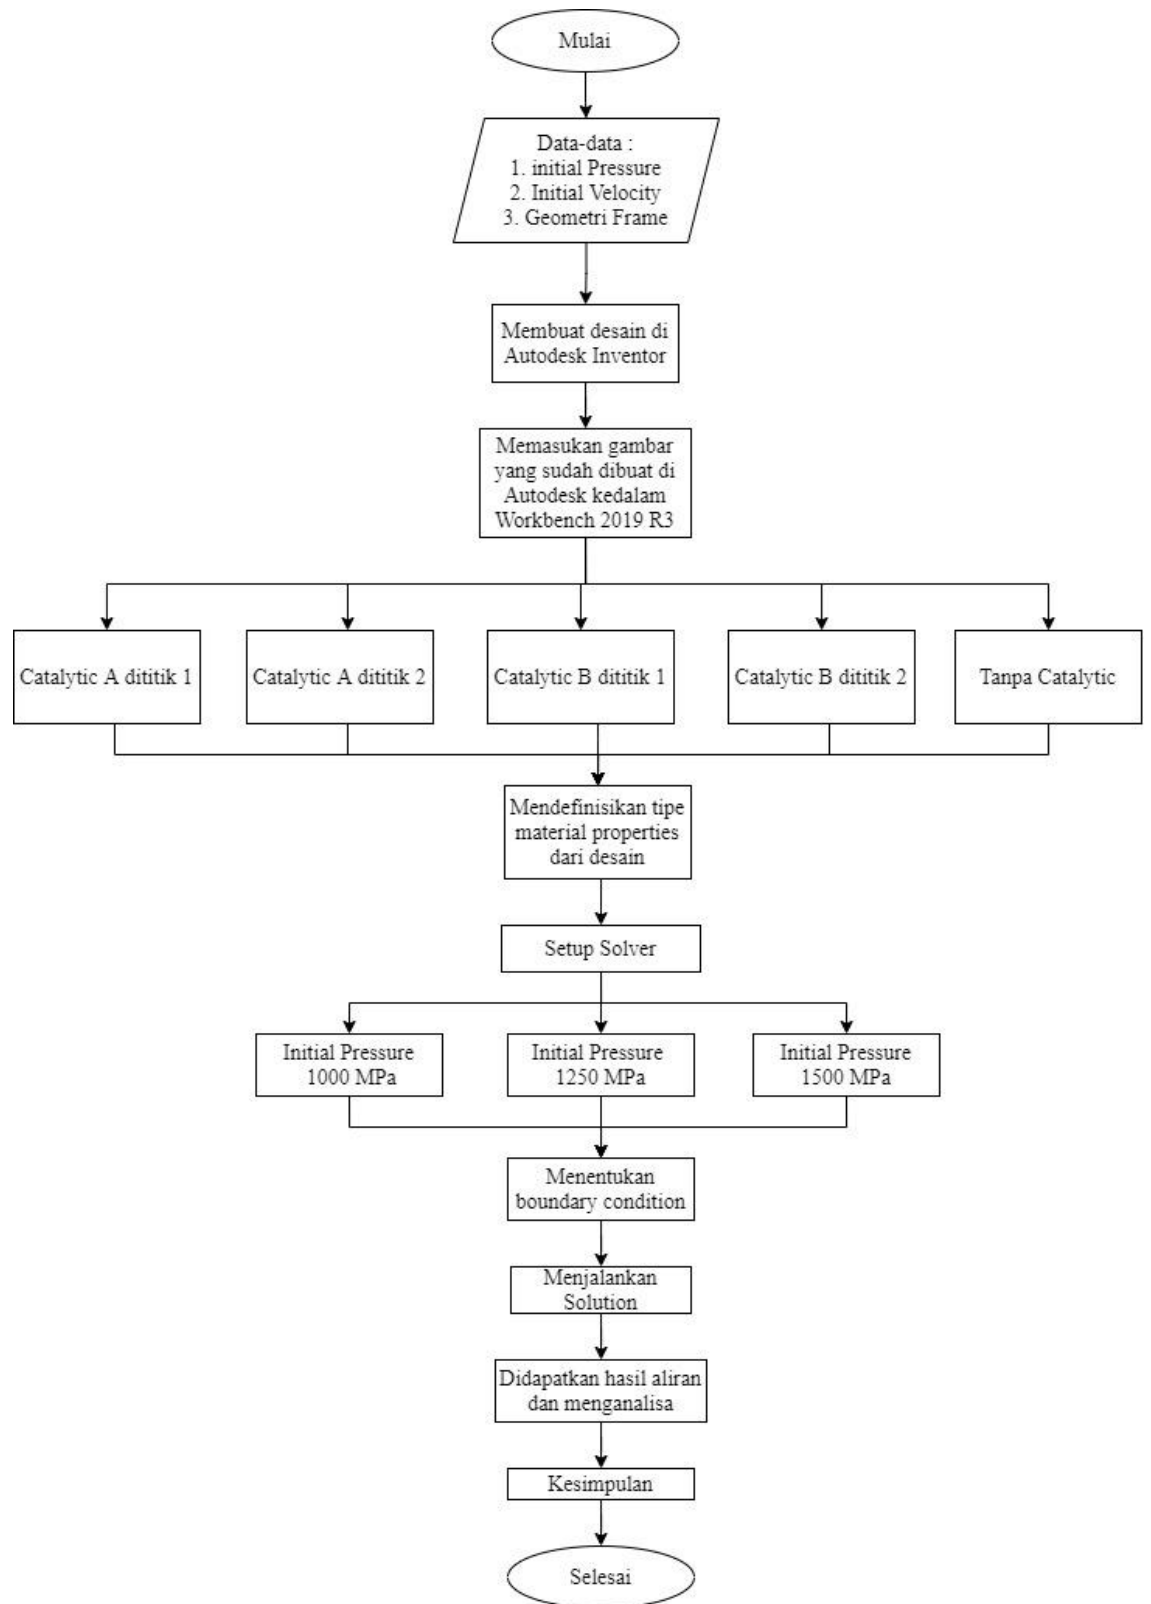 Mulai
Data-data :
1. initial Pressure
2. Initial Velocity
3. Geometri Frame
Membuat desain di
Autodesk Inventor
Memasukan gambar
yang sudah dibuat di
Autodesk kedalam
Workbench 2019 R3
Catalytic A dititik 1
Catalytic A dititik 2
Catalytic B dititik 1
Catalytic B dititik 2
Tanpa Catalytic
Mendefinisikan tipe
material properties
dari desain
Setup Solver
Initial Pressure
1000 MPa
Initial Pressure
1250 MPa
Initial Pressure
1500 MPa
Menentukan
boundary condition
Menjalankan
Solution
Didapatkan hasil aliran
dan menganalisa
Kesimpulan
Selesai